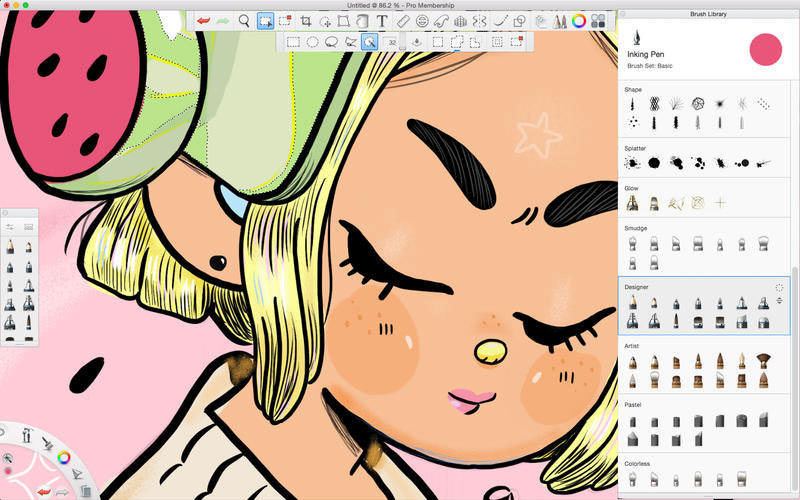 Untitled @ 86.2 % - Pro Membership
32
Brush Library
Inking Pen
Brush Set: Basic
Shape
Splatter
Glow
Smudge
Designer
Artist
Pastel
Colorless